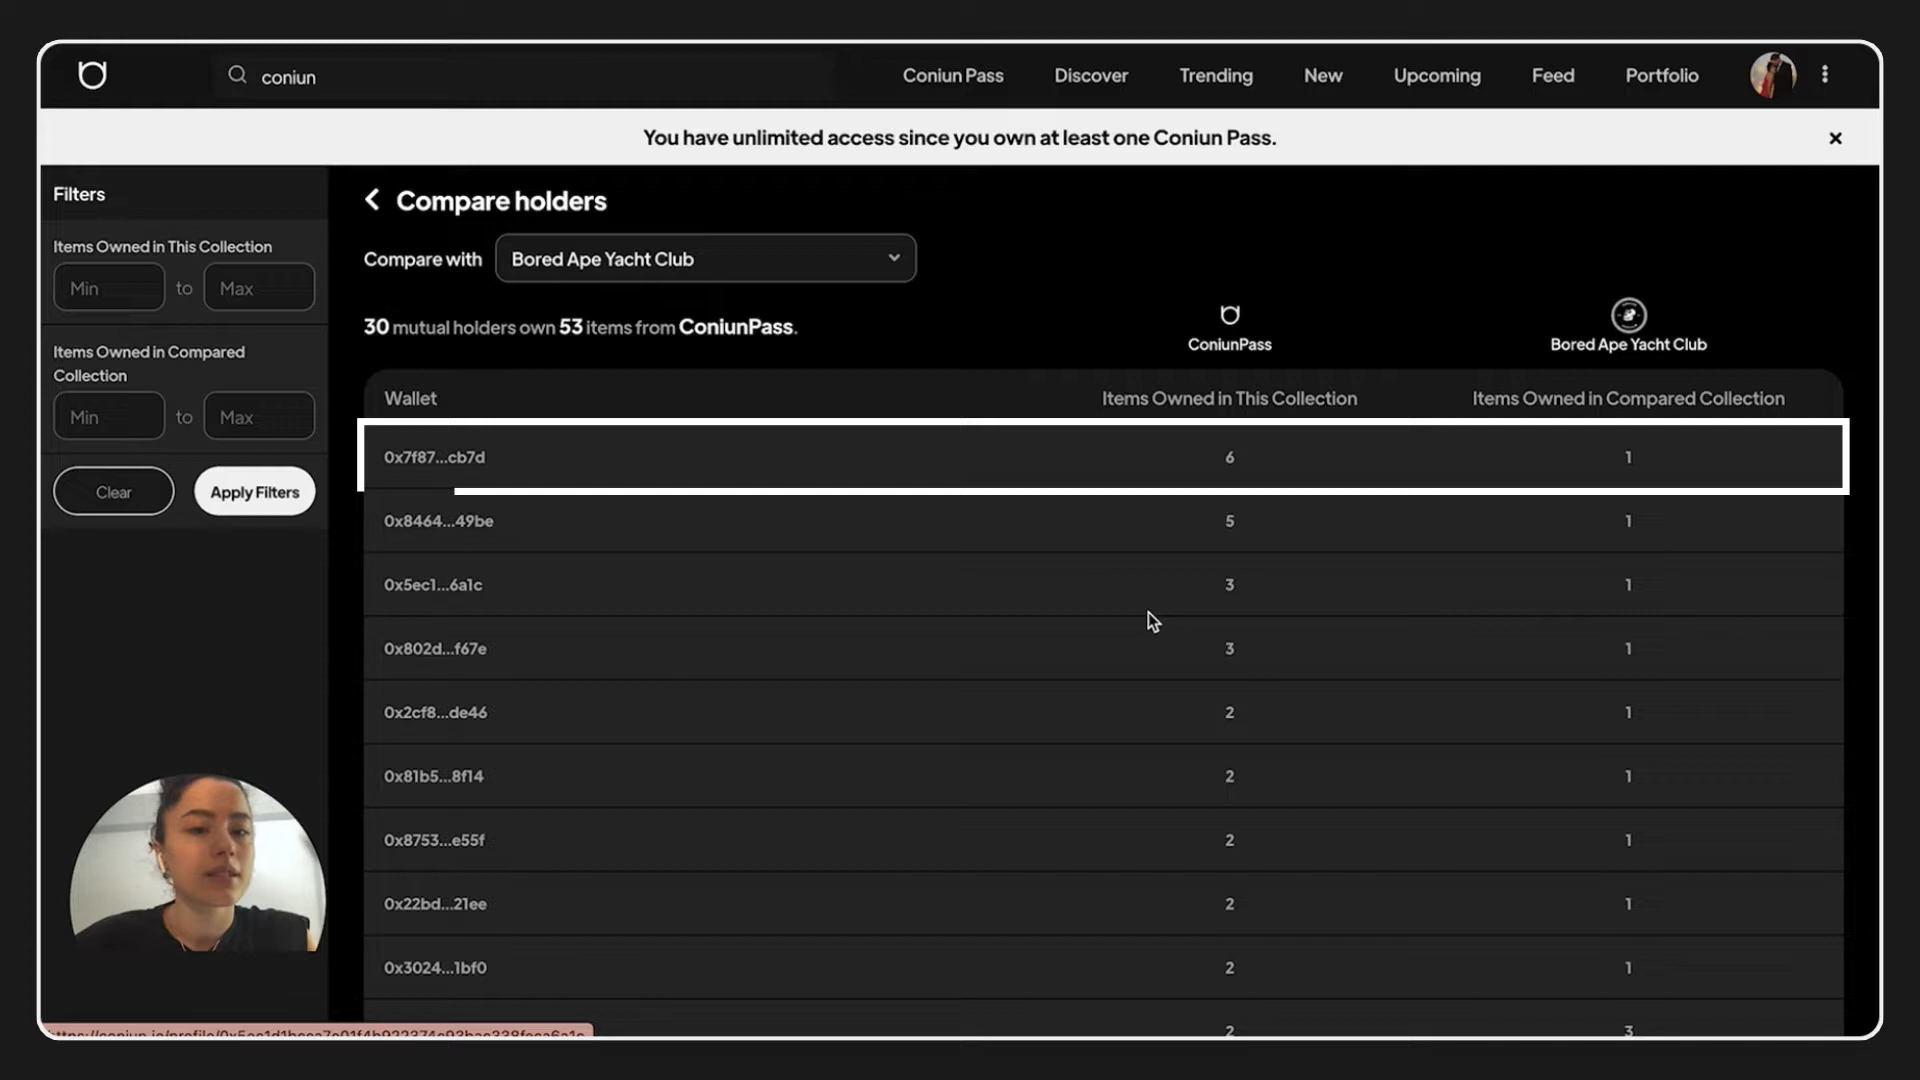 coniun
Coniun Pass
Discover
Trending
New
Upcoming
Feed
Portfolio
You have unlimited access since you own at least one Coniun Pass.
Filters
Items Owned in This Collection
Min to Max
Items Owned in Compared
Collection
Min to Max
Clear
Apply Filters
Compare holders
Compare with Bored Ape Yacht Club
30 mutual holders own 53 items from ConiunPass.
ConiunPass
Bored Ape Yacht Club
Wallet Items Owned in This Collection Items Owned in Compared Collection
0x7f87...cb7d 6 1
0x8464...49be 5 1
0x5ec1...6a1c 3 1
0x802d...f67e 3 1
0x2cf8...de46 2 1
0x81b5...8f14 2 1
0x8753...e55f 2 1
0x22bd...21ee 2 1
0x3024...1bf0 2 1
2 3